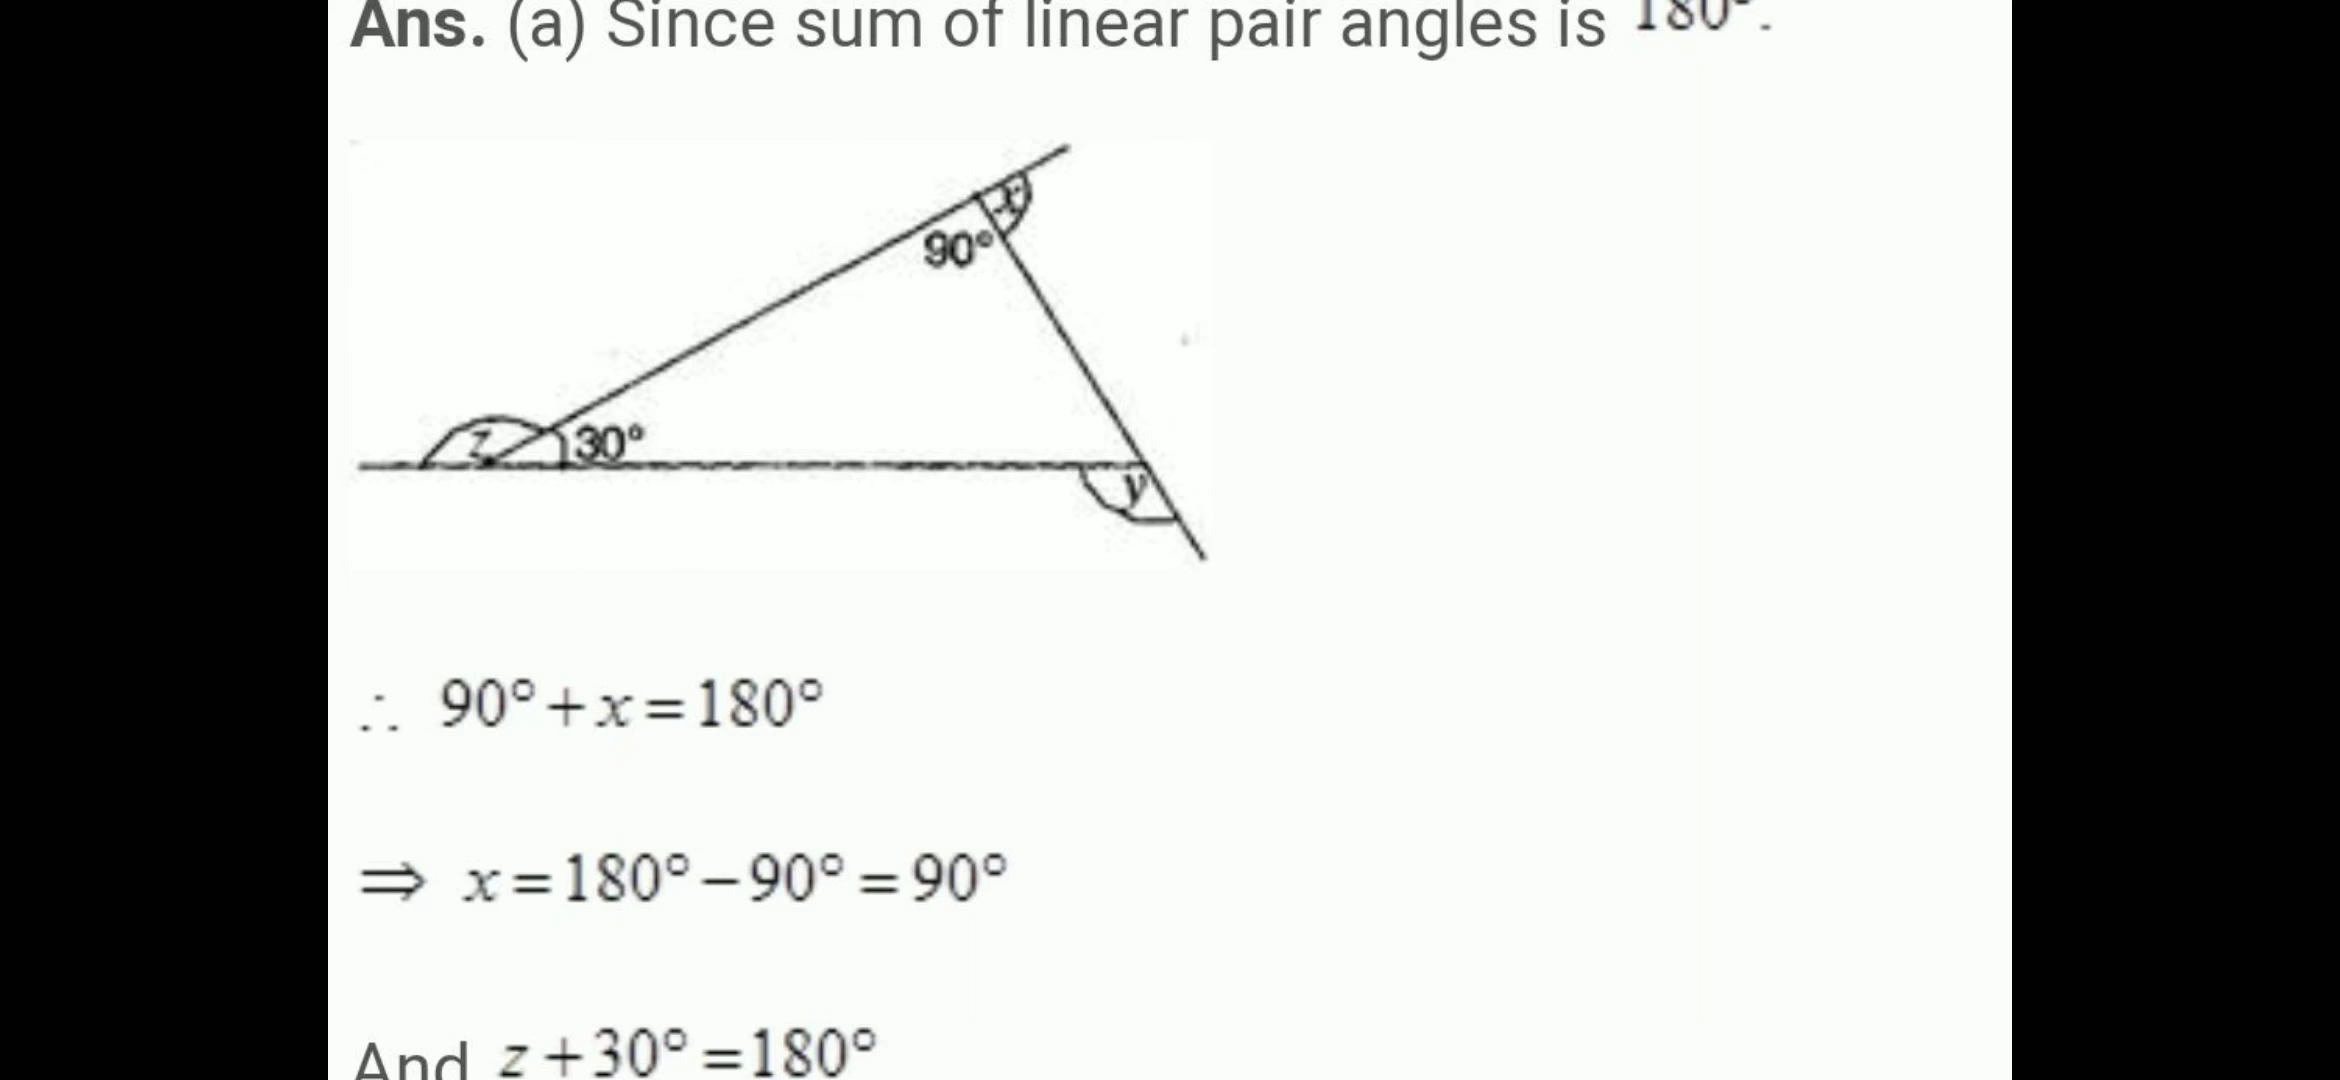 Ans. (a) Since sum of linear pair angles is 180°.
x
90°
z 30°
y
∴ 90°+x=180°
⇒ x=180°−90°=90°
And z+30°=180°